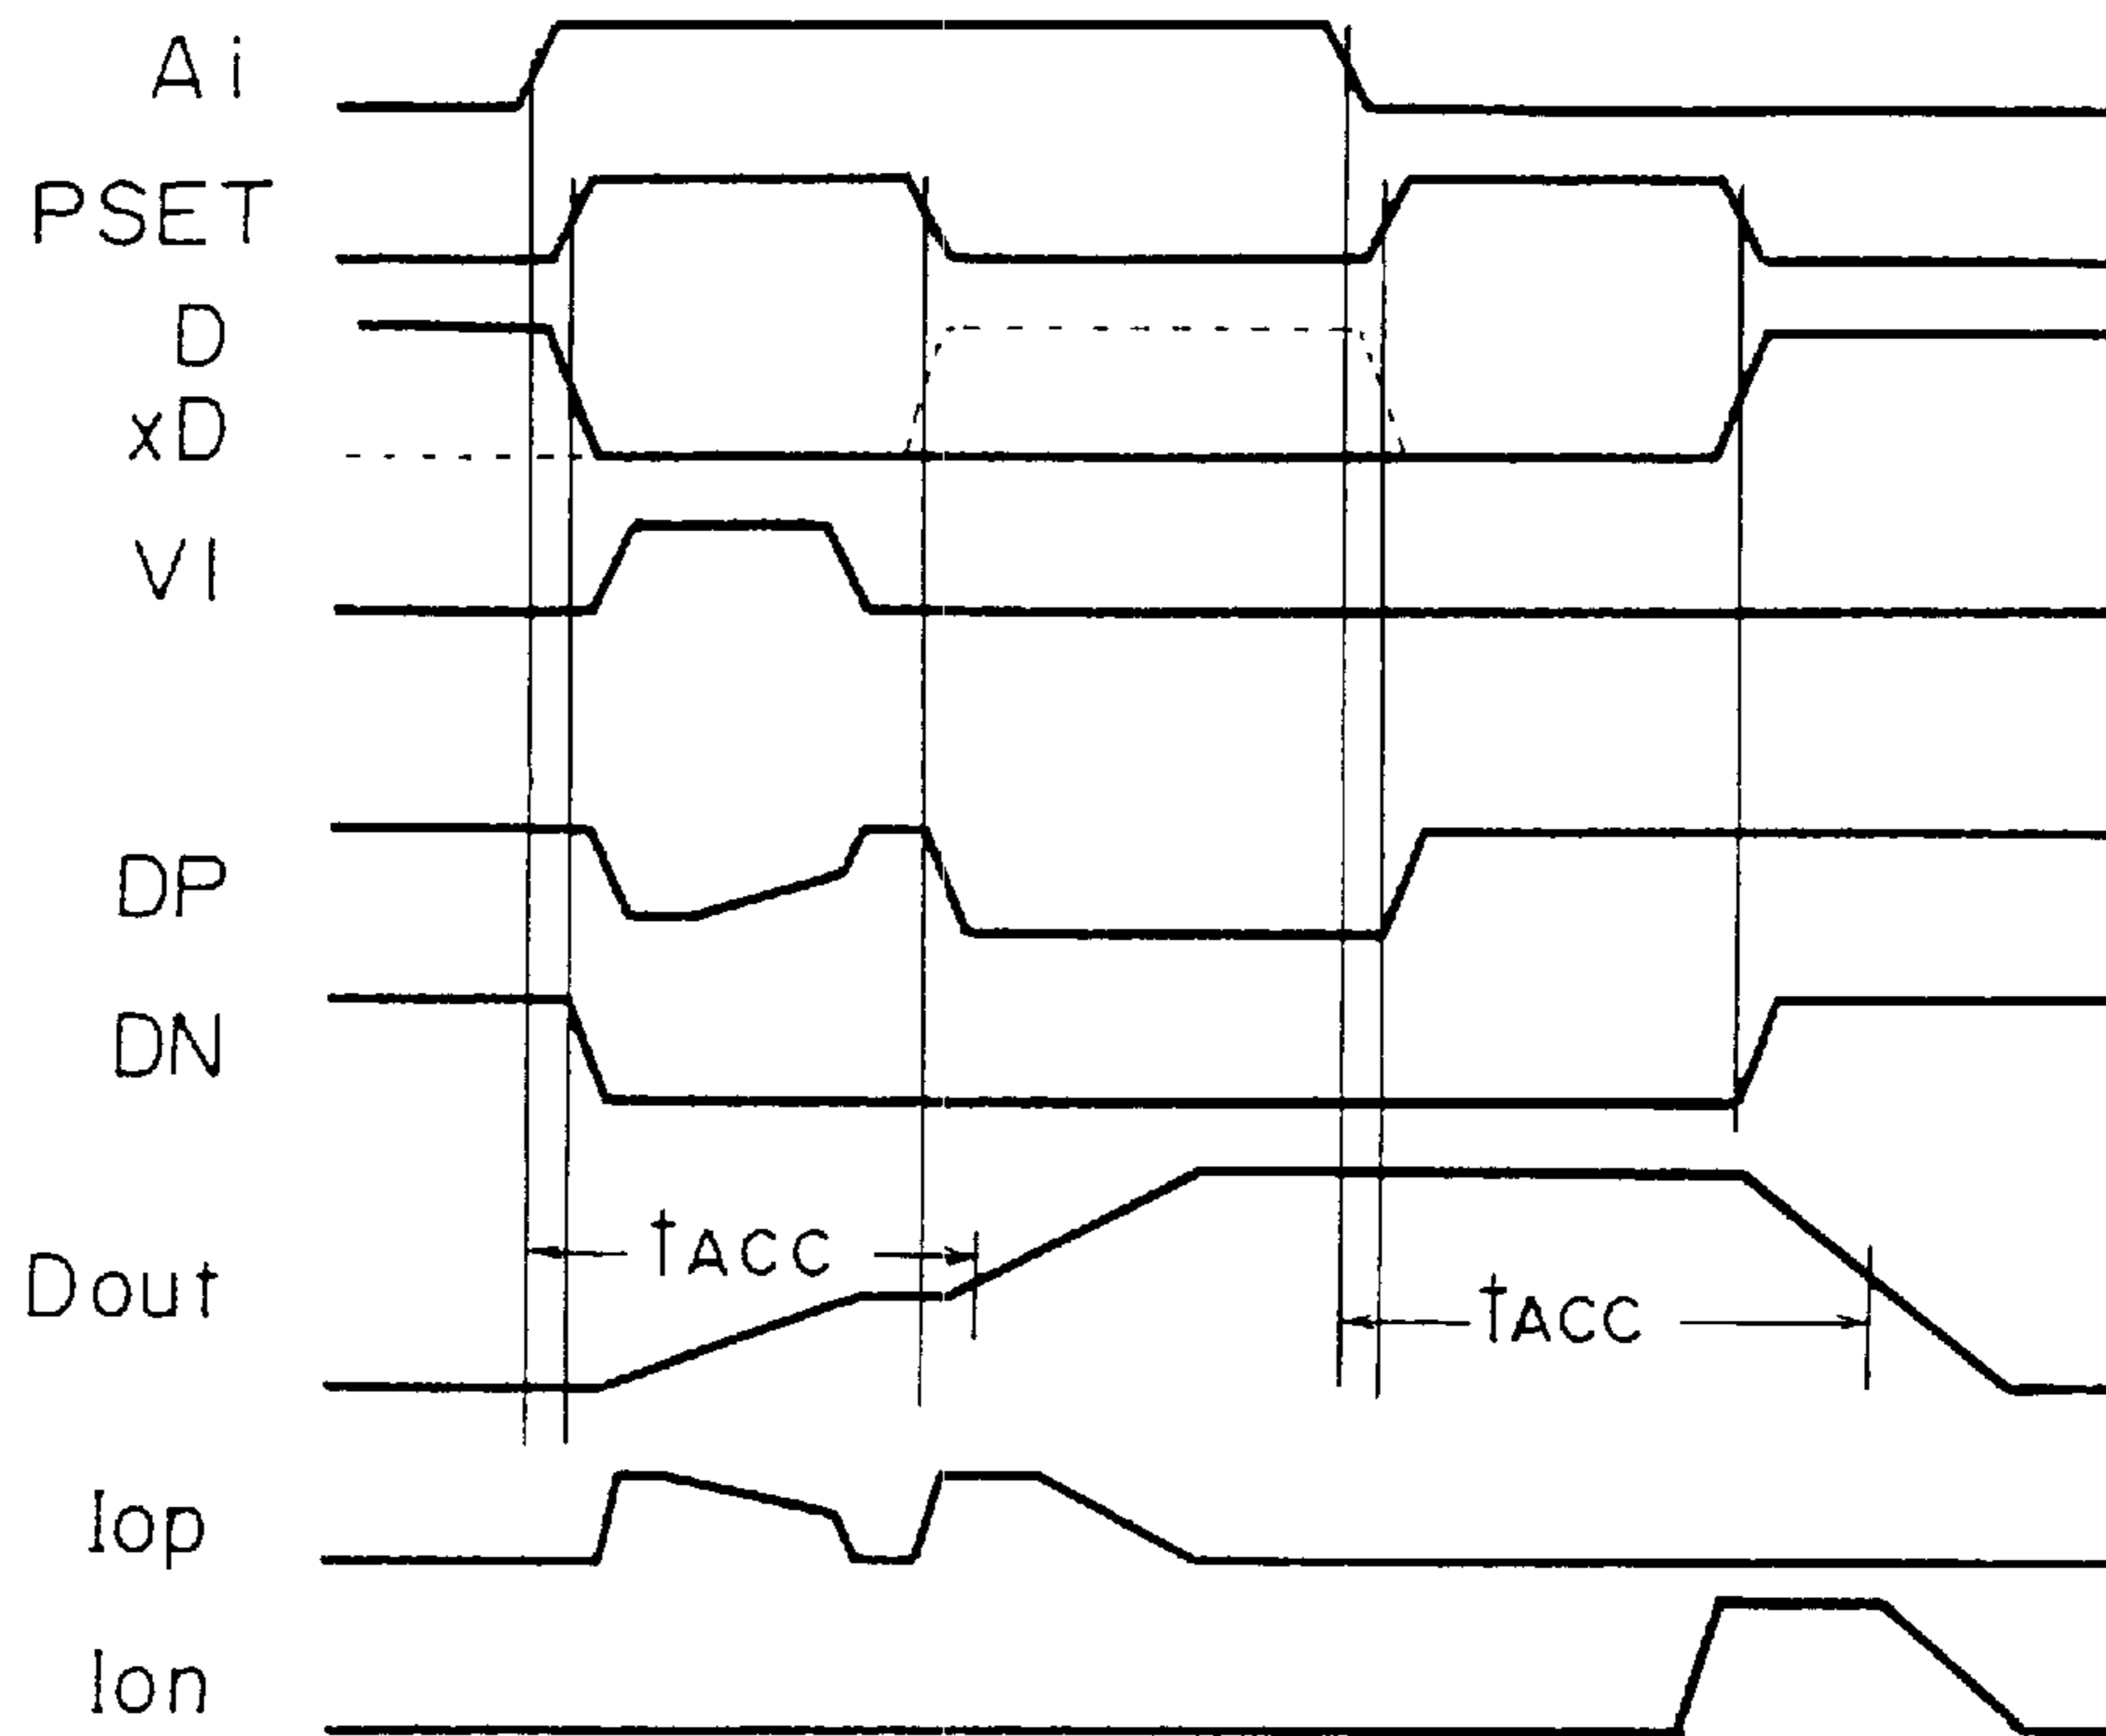 Ai
PSET
D
xD
VI
DP
DN
tACC
Dout
tACC
Iop
Ion